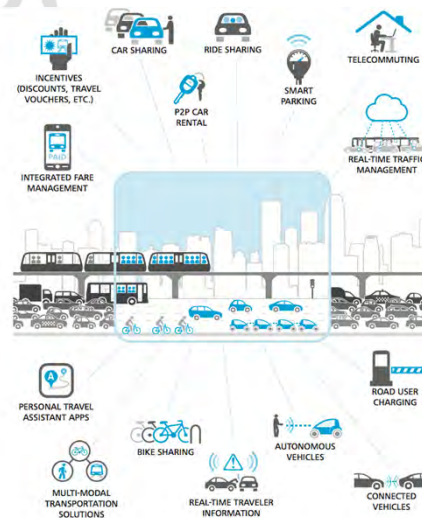 CAR SHARING
RIDE SHARING
TELECOMMUTING
INCENTIVES
(DISCOUNTS, TRAVEL
VOUCHERS, ETC.)
P2P CAR
RENTAL
SMART
PARKING
PAID
INTEGRATED FARE
MANAGEMENT
REAL-TIME TRAFFIC
MANAGEMENT
A
PERSONAL TRAVEL
ASSISTANT APPS
BIKE SHARING
AUTONOMOUS
VEHICLES
ROAD USER
CHARGING
MULTI-MODAL
TRANSPORTATION
SOLUTIONS
REAL-TIME TRAVELER
INFORMATION
CONNECTED
VEHICLES